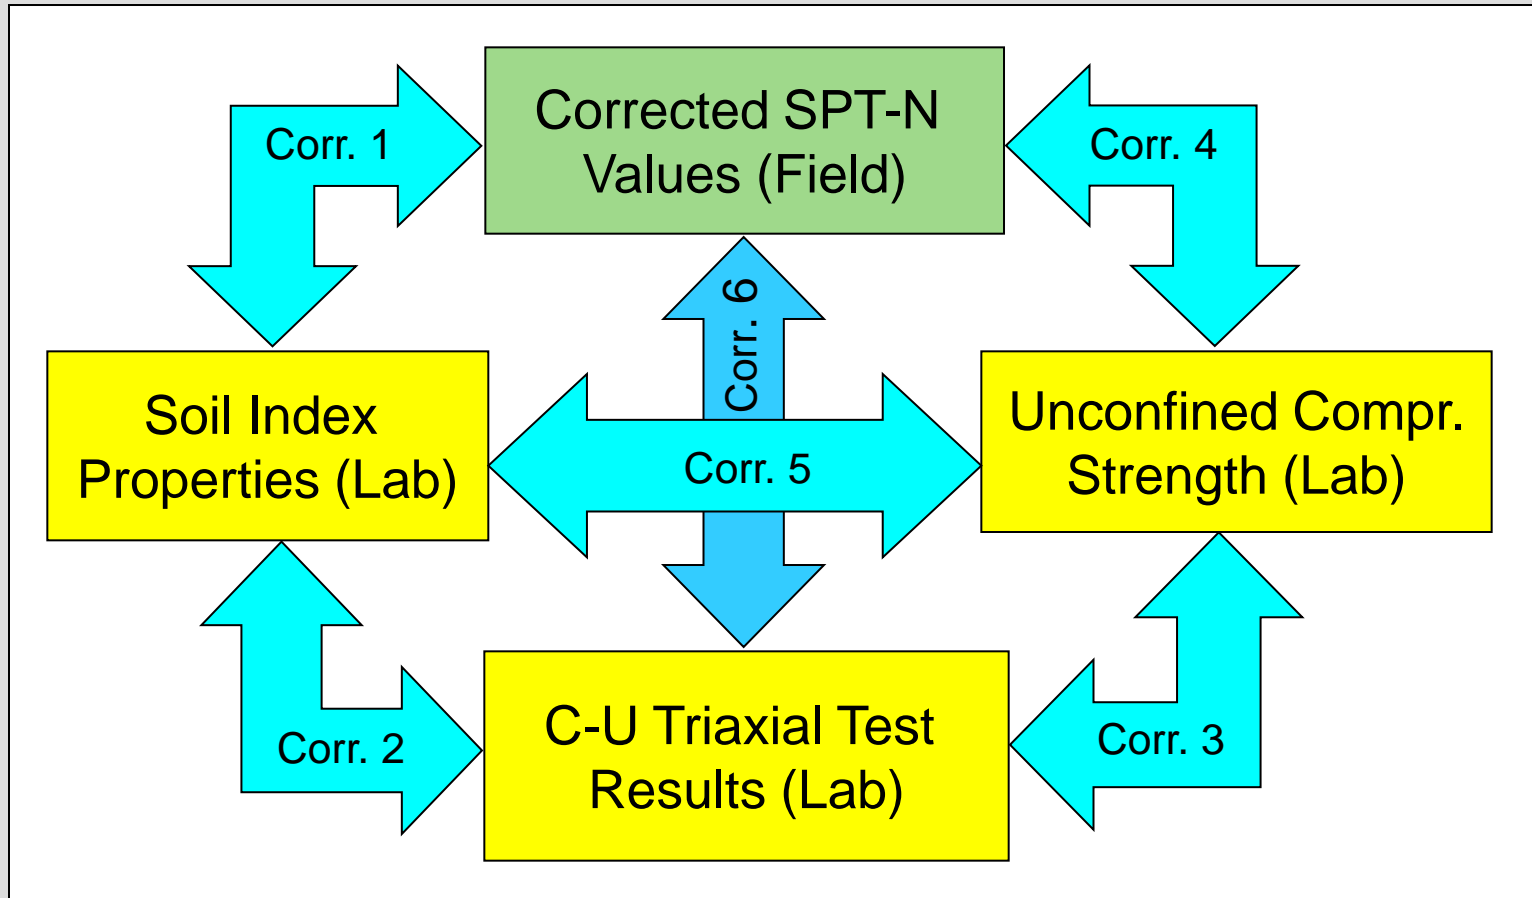 Corrected SPT-N
Values (Field)
Corr. 1
Corr. 4
Corr. 6
Soil Index
Properties (Lab)
Corr. 5
Unconfined Compr.
Strength (Lab)
Corr. 2
C-U Triaxial Test
Results (Lab)
Corr. 3